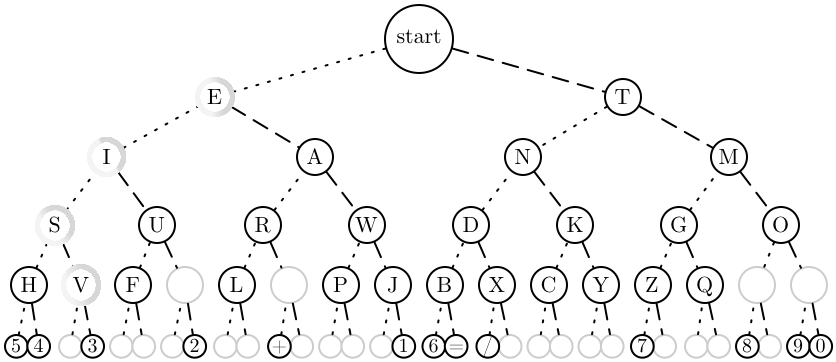 start
E T
I A N M
S U R W D K G O
H V F L P J B X C Y Z Q
5 4 3 2 + 1 6 = / 7 8 9 0